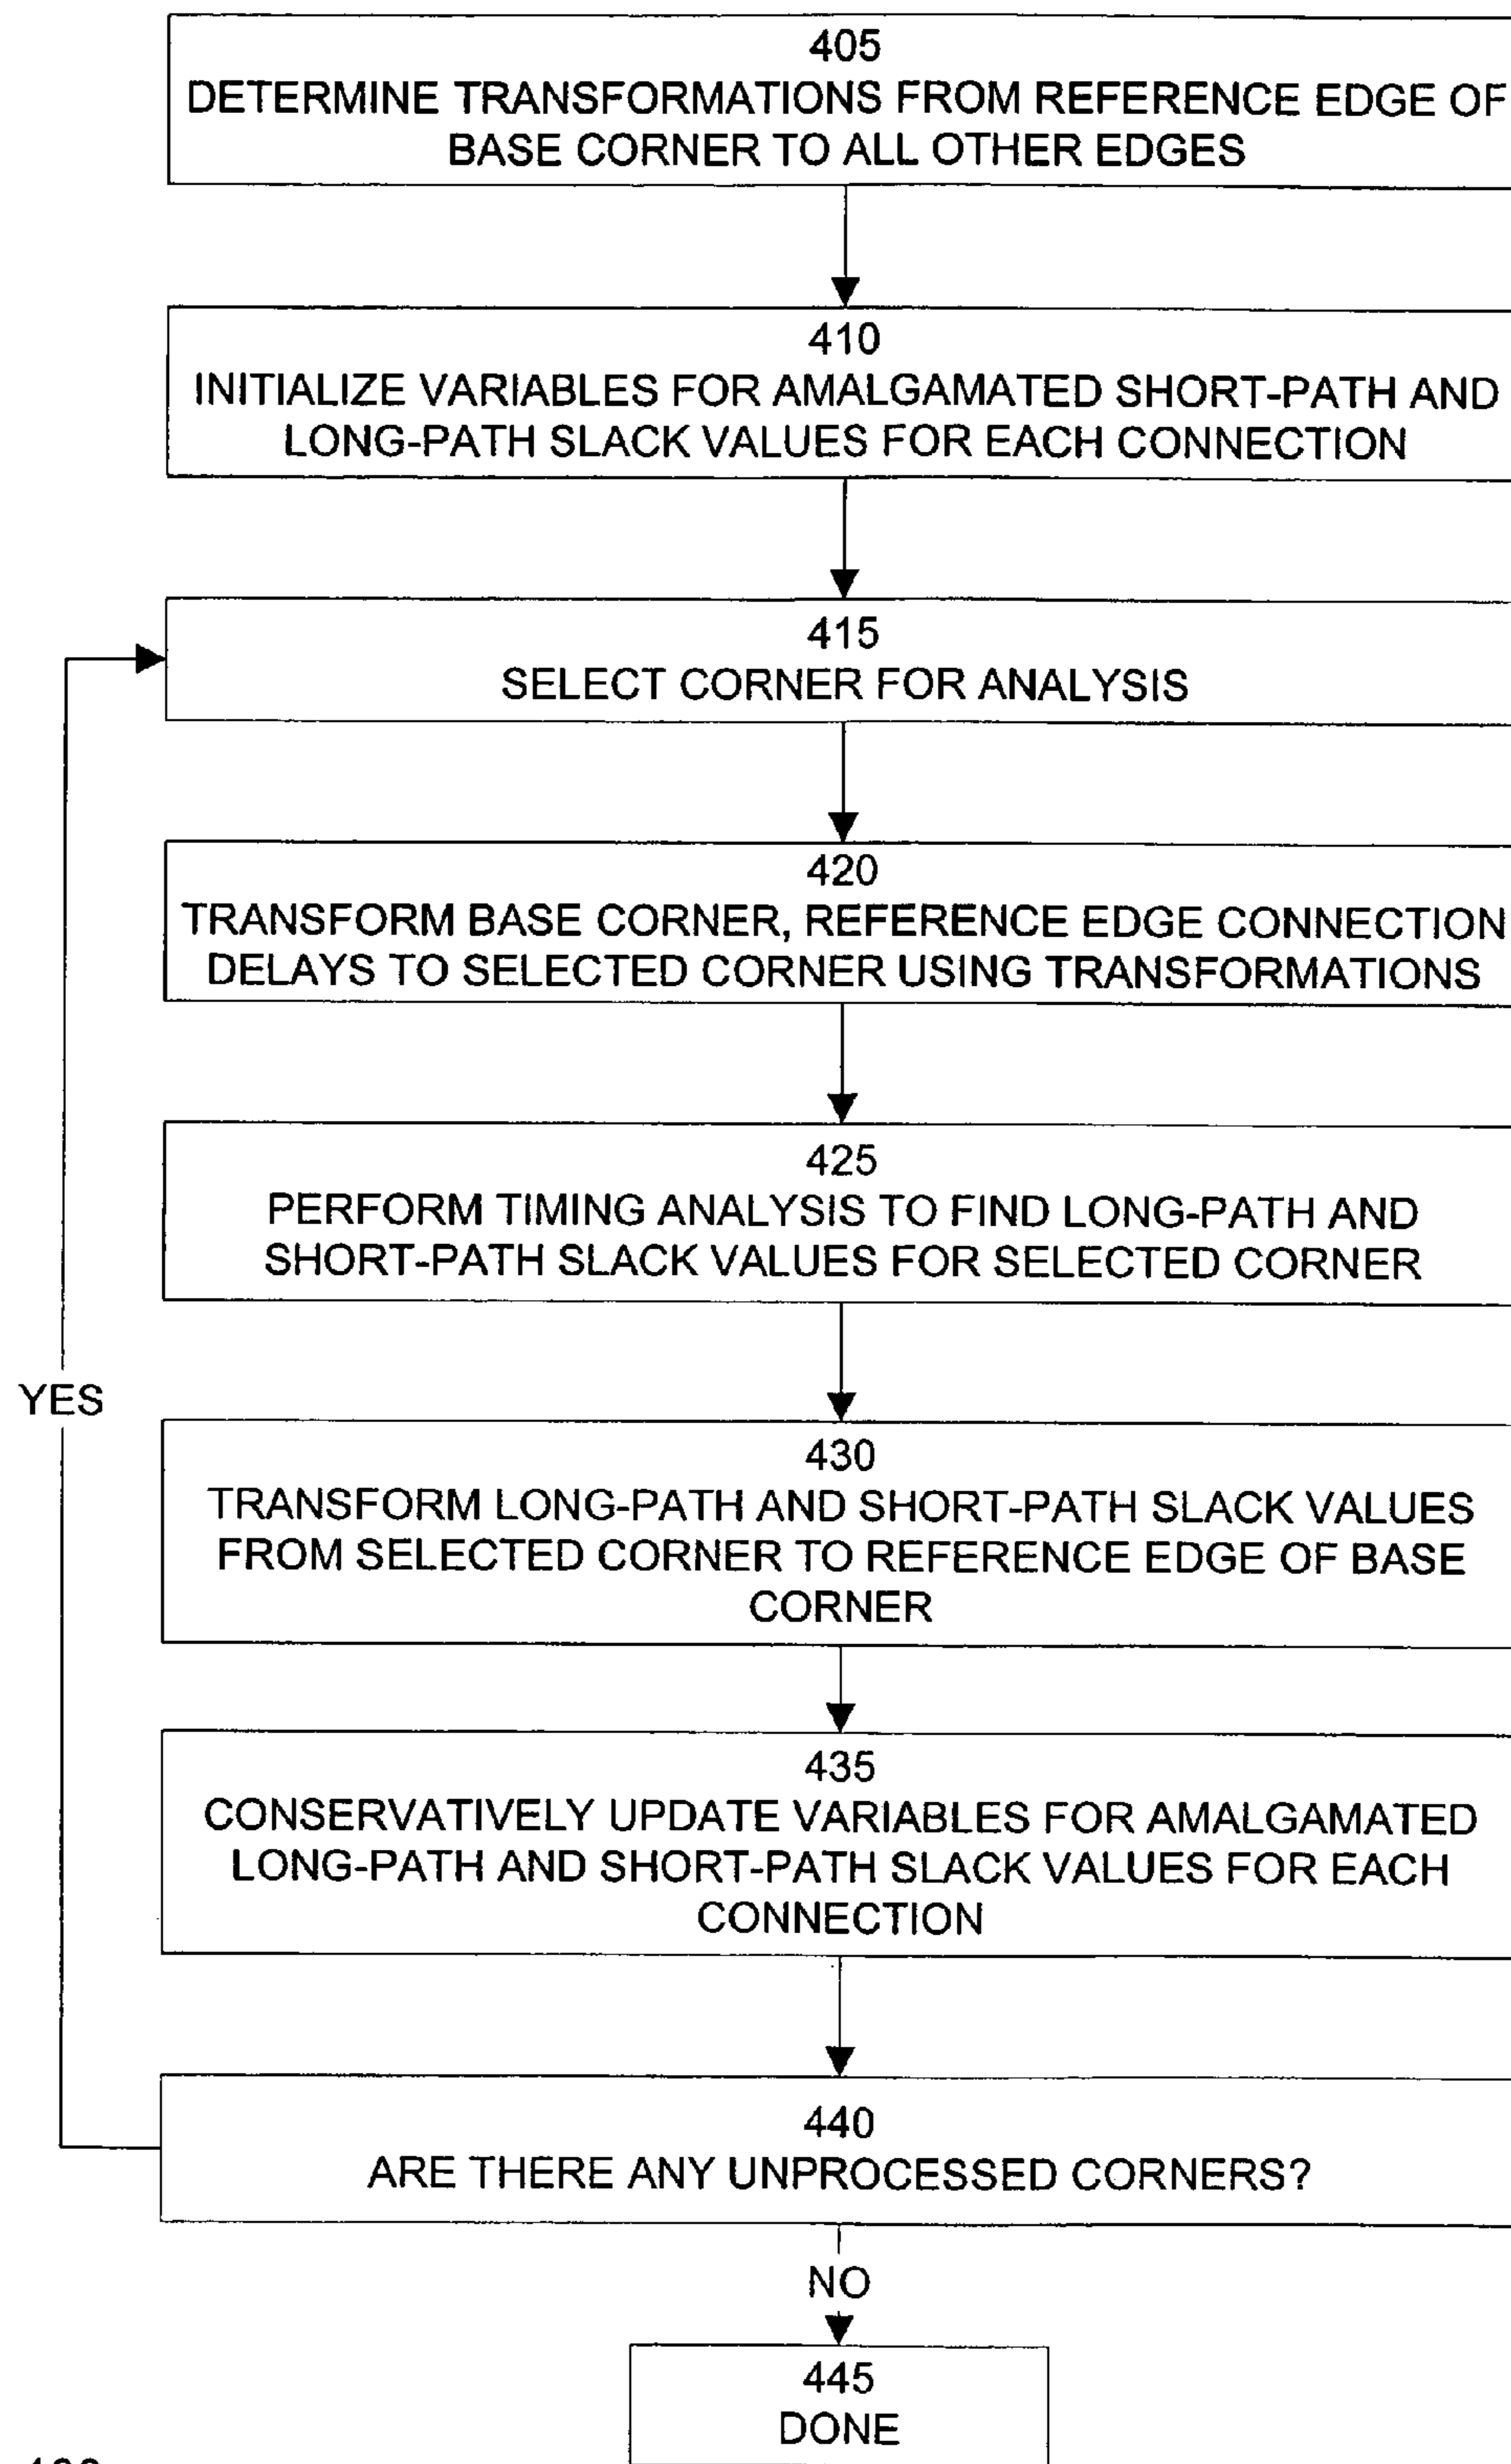 405
DETERMINE TRANSFORMATIONS FROM REFERENCE EDGE OF
BASE CORNER TO ALL OTHER EDGES
410
INITIALIZE VARIABLES FOR AMALGAMATED SHORT-PATH AND
LONG-PATH SLACK VALUES FOR EACH CONNECTION
415
SELECT CORNER FOR ANALYSIS
420
TRANSFORM BASE CORNER, REFERENCE EDGE CONNECTION
DELAYS TO SELECTED CORNER USING TRANSFORMATIONS
425
PERFORM TIMING ANALYSIS TO FIND LONG-PATH AND
SHORT-PATH SLACK VALUES FOR SELECTED CORNER
YES
430
TRANSFORM LONG-PATH AND SHORT-PATH SLACK VALUES
FROM SELECTED CORNER TO REFERENCE EDGE OF BASE
CORNER
435
CONSERVATIVELY UPDATE VARIABLES FOR AMALGAMATED
LONG-PATH AND SHORT-PATH SLACK VALUES FOR EACH
CONNECTION
440
ARE THERE ANY UNPROCESSED CORNERS?
NO
445
DONE